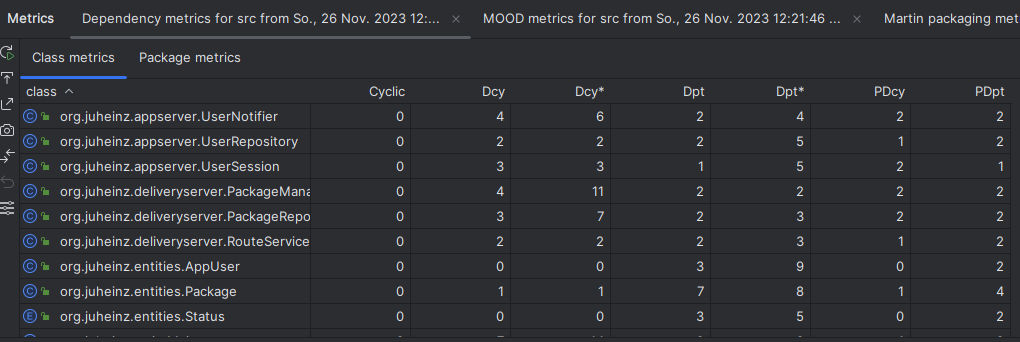 Metrics Dependency metrics for src from So., 26 Nov. 2023 12:... MOOD metrics for src from So., 26 Nov. 2023 12:21:46 ... Martin packaging met
Class metrics Package metrics
class Cyclic Dcy Dcy* Dpt Dpt* PDcy PDpt
org.juheinz.appserver.UserNotifier 0 4 6 2 4 2 2
org.juheinz.appserver.UserRepository 0 2 2 2 5 1 2
org.juheinz.appserver.UserSession 0 3 3 1 5 2 1
org.juheinz.deliveryserver.PackageMana 0 4 11 2 2 2 2
org.juheinz.deliveryserver.PackageRepo 0 3 7 2 3 2 2
org.juheinz.deliveryserver.RouteService 0 2 2 2 3 1 2
org.juheinz.entities.AppUser 0 0 0 3 9 0 2
org.juheinz.entities.Package 0 1 1 7 8 1 4
org.juheinz.entities.Status 0 0 0 3 5 0 2